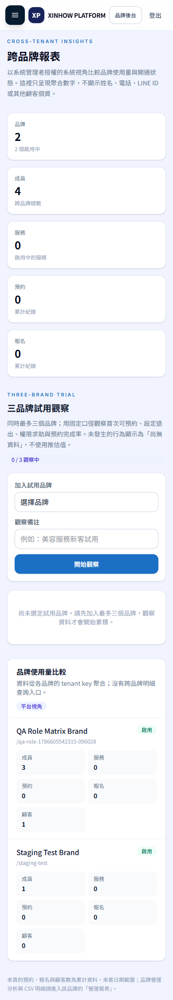 XP XINHOW PLATFORM 品牌後台 登出
CROSS-TENANT INSIGHTS
跨品牌報表
以系統管理者授權的系統視角比較品牌使用量與開通狀
態。這裡只呈現聚合數字，不顯示姓名、電話、LINE ID
或其他顧客個資。
品牌
2
2 個啟用中
成員
4
跨品牌總數
服務
0
啟用中的服務
預約
0
累計紀錄
報名
0
累計紀錄
THREE-BRAND TRIAL
三品牌試用觀察
同時最多三個品牌；用固定口徑觀察首次可預約、設定退
出、權限求助與預約完成率。未發生的行為顯示為「尚無
資料」，不使用推估值。
0 / 3 觀察中
加入試用品牌
選擇品牌
觀察備註
例如：美容服務新客試用
開始觀察
尚未選定試用品牌。請先加入最多三個品牌，觀察
資料才會開始累積。
品牌使用量比較
資料從各品牌的 tenant key 聚合；沒有跨品牌明細
查詢入口。
平台視角
QA Role Matrix Brand 啟用
/qa-role-1786605542315-096028
成員 服務
3 0
預約 報名
0 0
顧客
1
Staging Test Brand 啟用
/staging-test
成員 服務
1 0
預約 報名
0 0
顧客
0
本頁的預約、報名與顧客數為累計資料，未套日期範圍；品牌營運
分析與 CSV 明細請進入該品牌的「營運報表」。